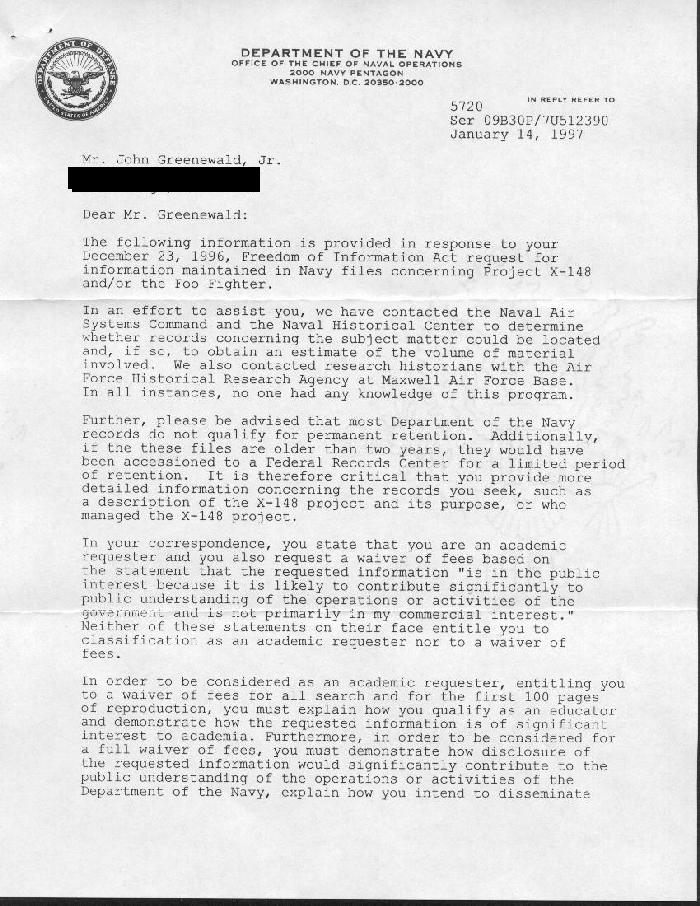 DEPARTMENT OF DEFENSE
UNITED STATES OF AMERICA
DEPARTMENT OF THE NAVY
OFFICE OF THE CHIEF OF NAVAL OPERATIONS
2000 NAVY PENTAGON
WASHINGTON, D.C. 20350-2000
IN REPLY REFER TO
5720
Ser 09B30P/7U512390
January 14, 1997
Mr. John Greenewald, Jr.
Dear Mr. Greenewald:
The following information is provided in response to your
December 23, 1996, Freedom of Information Act request for
information maintained in Navy files concerning Project X-148
and/or the Foo Fighter.
In an effort to assist you, we have contacted the Naval Air
Systems Command and the Naval Historical Center to determine
whether records concerning the subject matter could be located
and, if so, to obtain an estimate of the volume of material
involved.  We also contacted research historians with the Air
Force Historical Research Agency at Maxwell Air Force Base.
In all instances, no one had any knowledge of this program.
Further, please be advised that most Department of the Navy
records do not qualify for permanent retention.  Additionally,
if the these files are older than two years, they would have
been accessioned to a Federal Records Center for a limited period
of retention.  It is therefore critical that you provide more
detailed information concerning the records you seek, such as
a description of the X-148 project and its purpose, or who
managed the X-148 project.
In your correspondence, you state that you are an academic
requester and you also request a waiver of fees based on
the statement that the requested information "is in the public
interest because it is likely to contribute significantly to
public understanding of the operations or activities of the
government and is not primarily in my commercial interest."
Neither of these statements on their face entitle you to
classification as an academic requester nor to a waiver of
fees.
In order to be considered as an academic requester, entitling you
to a waiver of fees for all search and for the first 100 pages
of reproduction, you must explain how you qualify as an educator
and demonstrate how the requested information is of significant
interest to academia. Furthermore, in order to be considered for
a full waiver of fees, you must demonstrate how disclosure of
the requested information would significantly contribute to the
public understanding of the operations or activities of the
Department of the Navy, explain how you intend to disseminate